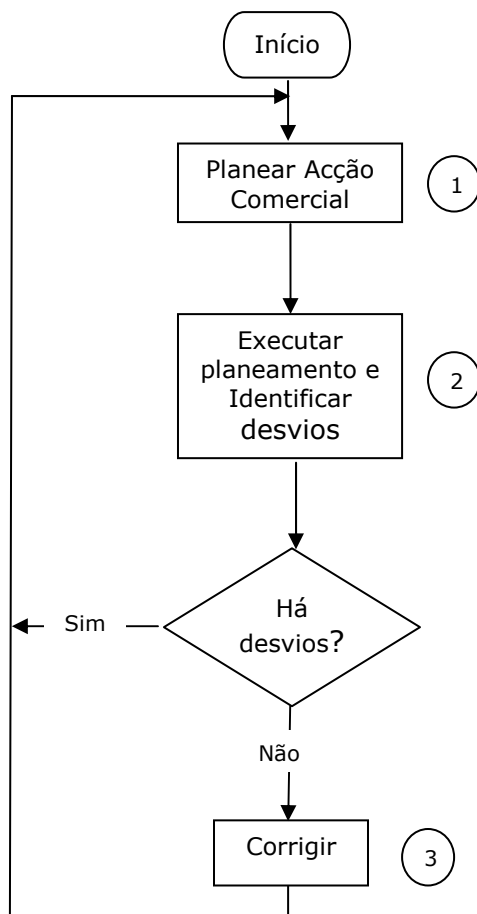 Início
Planear Acção
Comercial
1
Executar
planeamento e
Identificar
desvios
2
Há
desvios?
Sim
Não
Corrigir
3